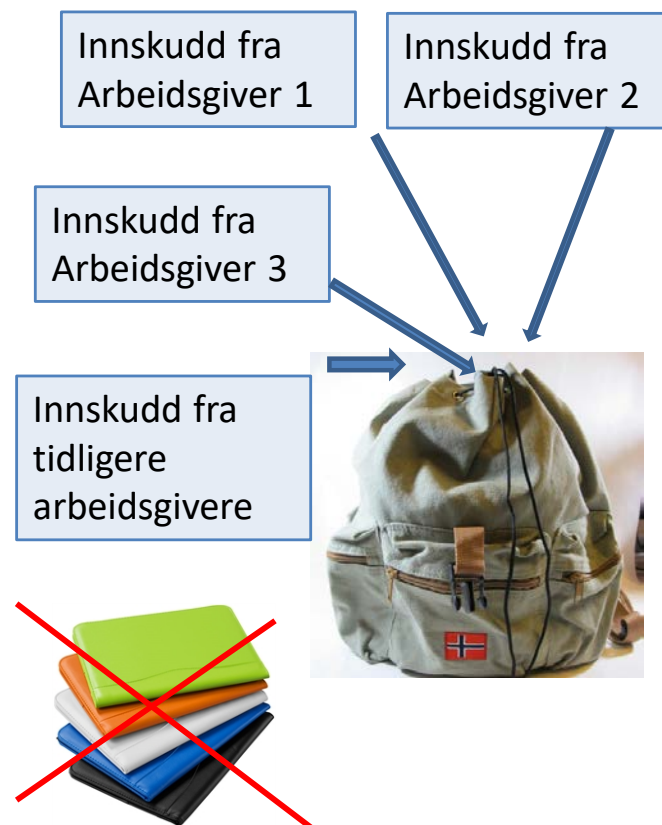 Innskudd fra
Arbeidsgiver 1
Innskudd fra
Arbeidsgiver 2
Innskudd fra
Arbeidsgiver 3
Innskudd fra
tidligere
arbeidsgivere